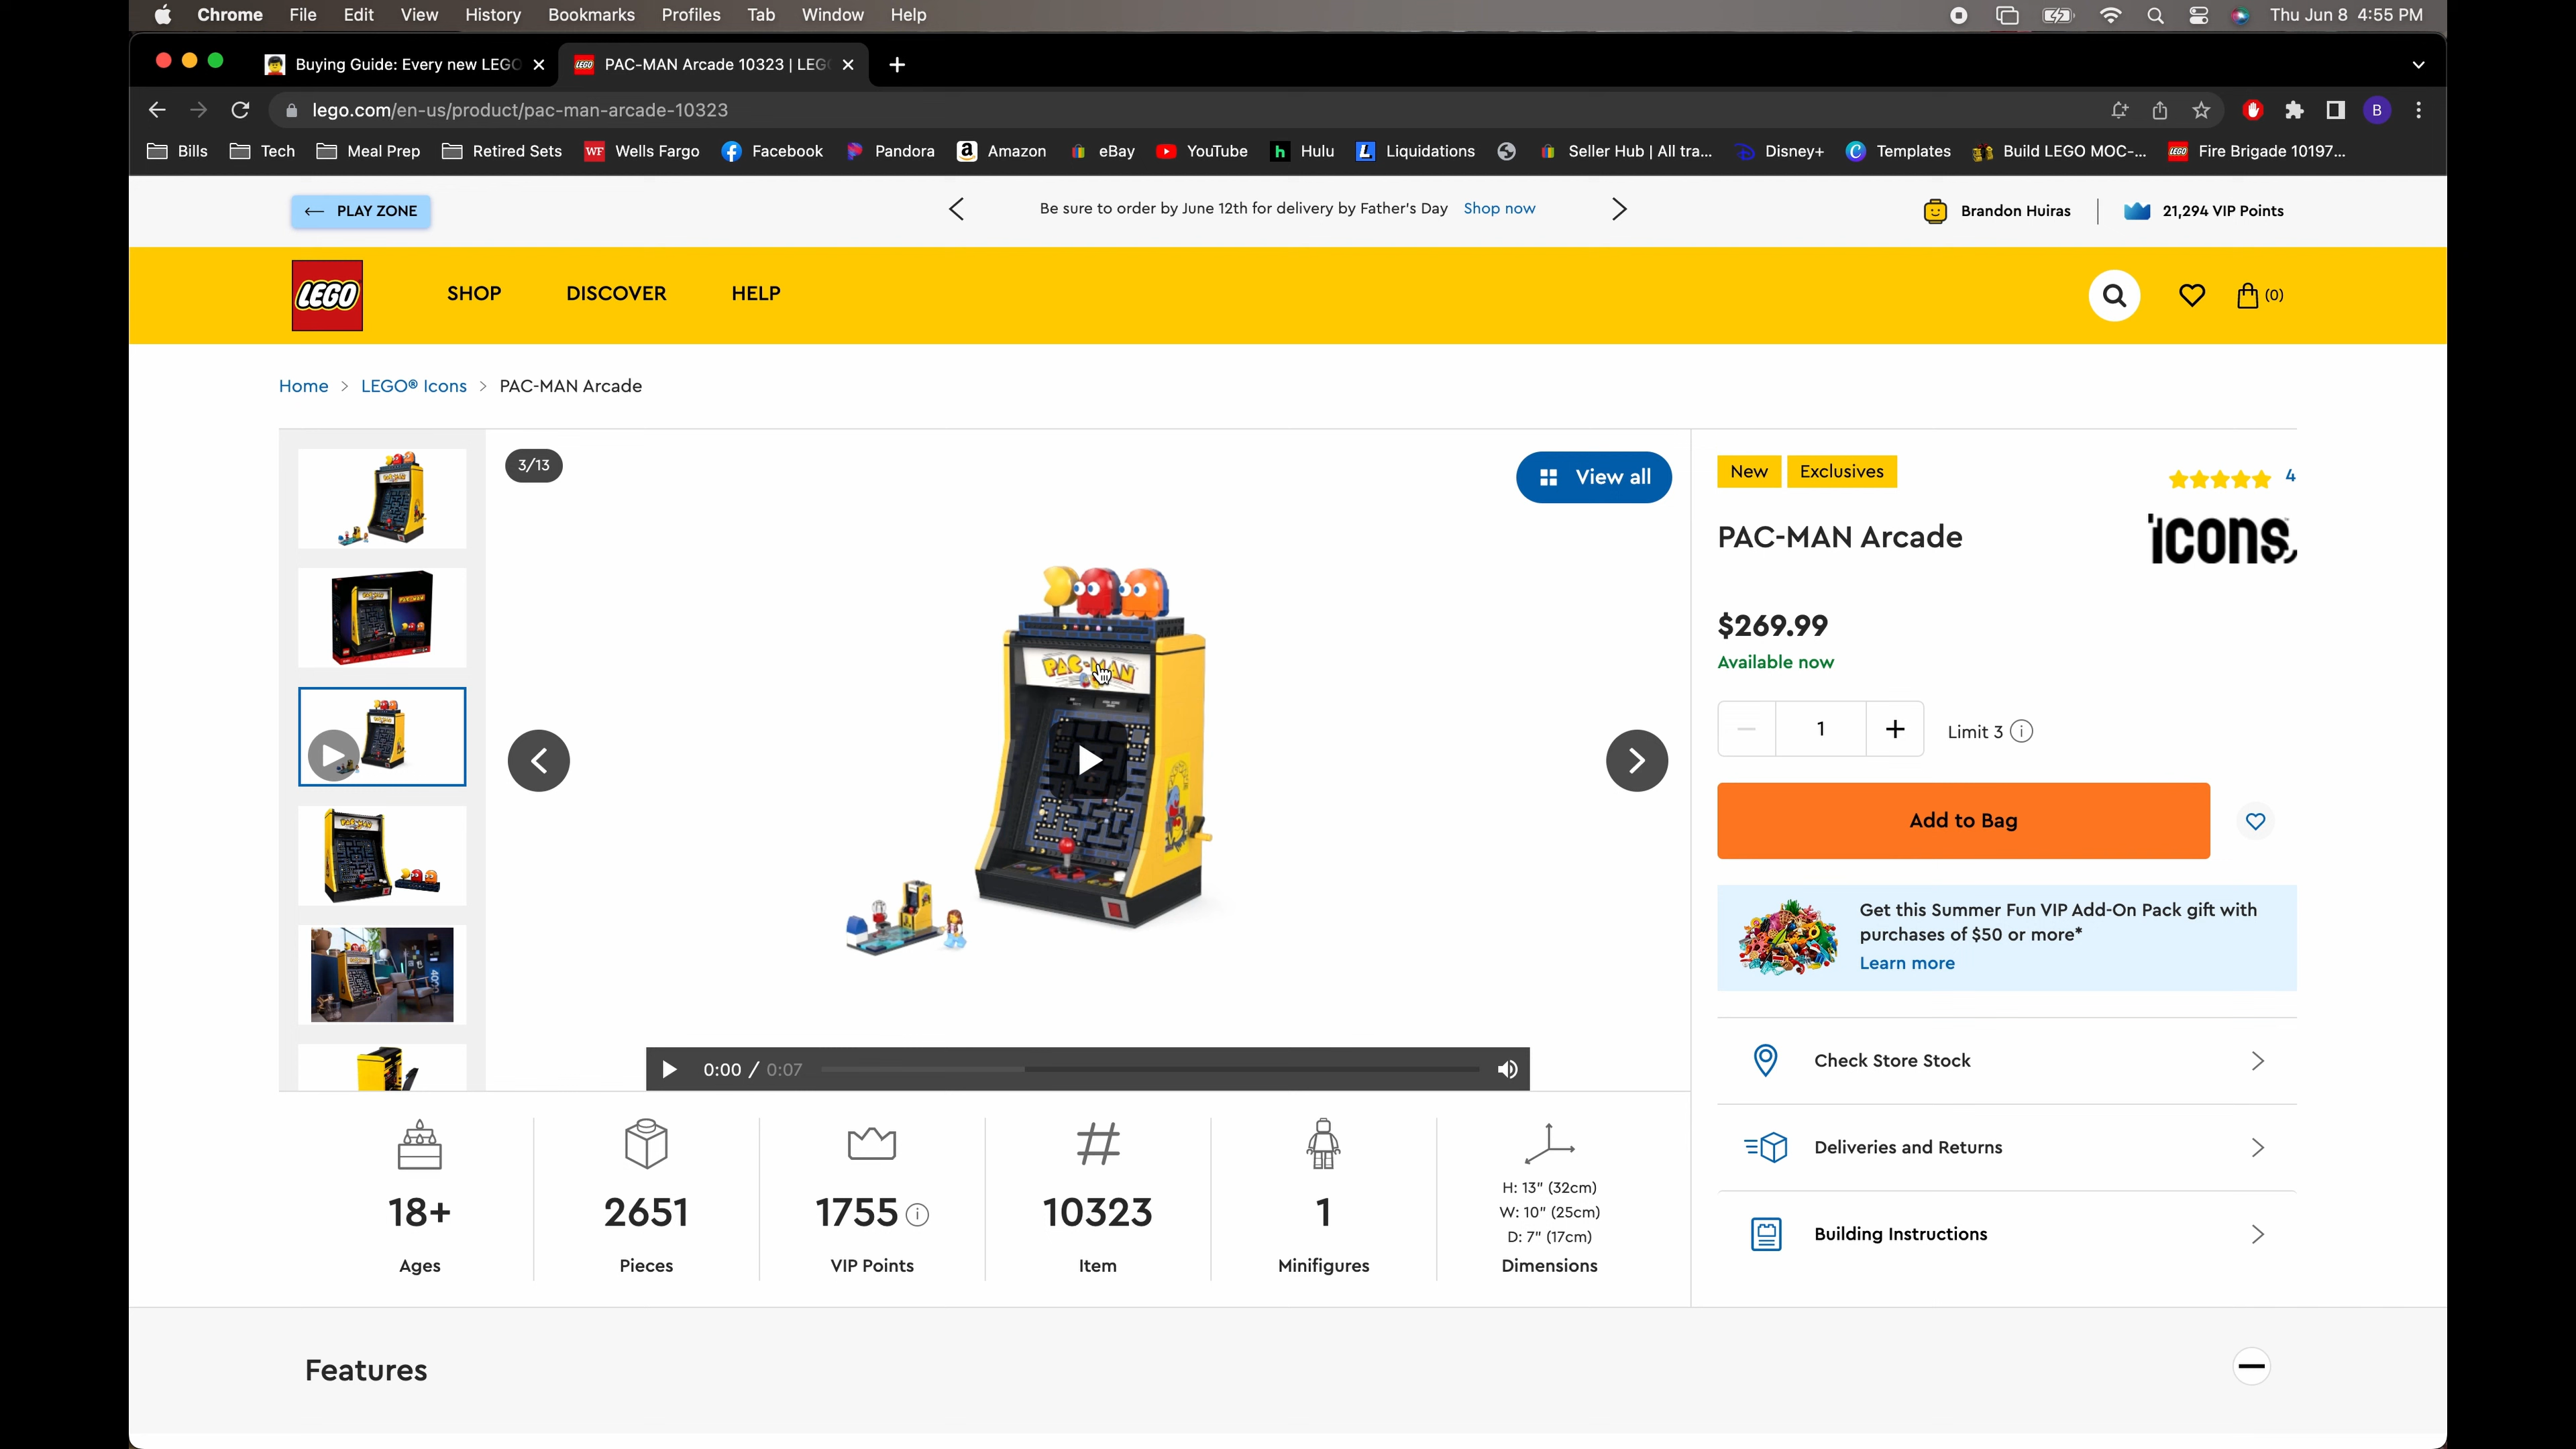 Chrome File Edit View History Bookmarks Profiles Tab Window Help Thu Jun 8 4:55 PM
Buying Guide: Every new LEGO PAC-MAN Arcade 10323 | LEG
lego.com/en-us/product/pac-man-arcade-10323 B
Bills Tech Meal Prep Retired Sets WF Wells Fargo Facebook Pandora Amazon eBay YouTube Hulu Liquidations Seller Hub | All tra... Disney+ Templates Build LEGO MOC-... Fire Brigade 10197...
PLAY ZONE Be sure to order by June 12th for delivery by Father's Day Shop now Brandon Huiras 21,294 VIP Points
LEGO SHOP DISCOVER HELP (0)
Home > LEGO® Icons > PAC-MAN Arcade
3/13 View all
New Exclusives 4
PAC-MAN Arcade icons
$269.99
Available now
PAC-MAN
1 Limit 3
Add to Bag
Get this Summer Fun VIP Add-On Pack gift with
purchases of $50 or more*
Learn more
0:00 / 0:07
Check Store Stock
Deliveries and Returns
Building Instructions
18+
Ages
2651
Pieces
1755
VIP Points
10323
Item
1
Minifigures
H: 13" (32cm)
W: 10" (25cm)
D: 7" (17cm)
Dimensions
Features